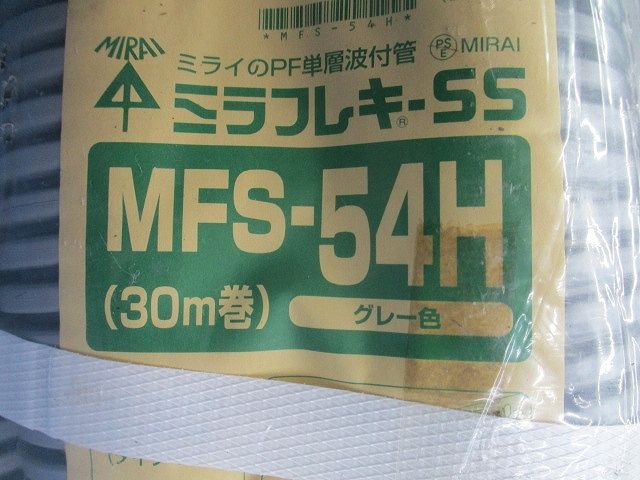 *MFS-54H*
MIRAI
ミライのPF単層波付管
PS E MIRAI
ミラフレキ®-SS
MFS-54H
(30m巻)
グレー色